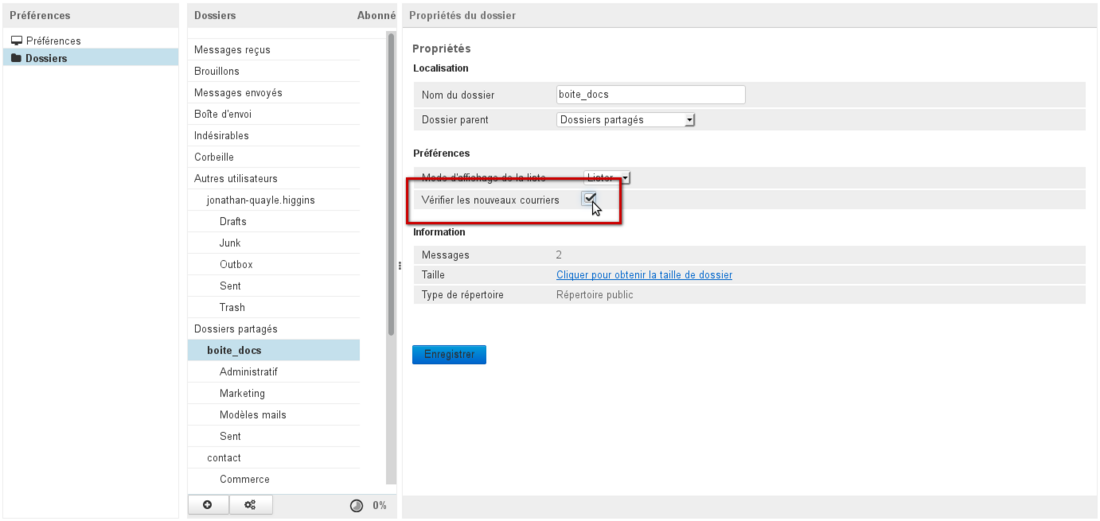 Préférences
Préférences
Dossiers
Dossiers Abonné
Messages reçus
Brouillons
Messages envoyés
Boîte d'envoi
Indésirables
Corbeille
Autres utilisateurs
jonathan-quayle.higgins
Drafts
Junk
Outbox
Sent
Trash
Dossiers partagés
boite_docs
Administratif
Marketing
Modèles mails
Sent
contact
Commerce
0%
Propriétés du dossier
Propriétés
Localisation
Nom du dossier boite_docs
Dossier parent Dossiers partagés
Préférences
Mode d'affichage de la liste Lister
Vérifier les nouveaux courriers
Information
Messages 2
Taille Cliquer pour obtenir la taille de dossier
Type de répertoire Répertoire public
Enregistrer